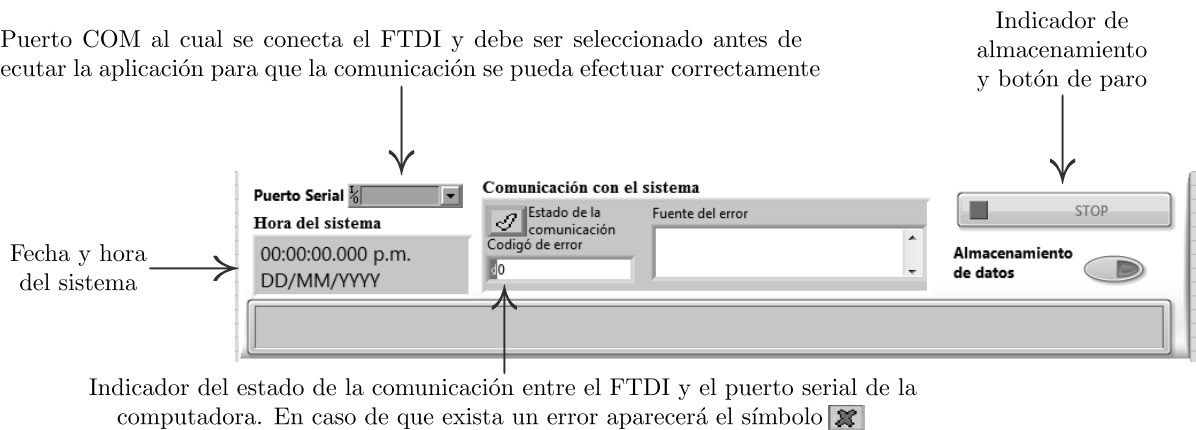 Puerto COM al cual se conecta el FTDI y debe ser seleccionado antes de
ecutar la aplicación para que la comunicación se pueda efectuar correctamente
Indicador de
almacenamiento
y botón de paro
Puerto Serial
Hora del sistema
00:00:00.000 p.m.
DD/MM/YYYY
Comunicación con el sistema
Estado de la
comunicación
Codigó de error
0
Fuente del error
STOP
Almacenamiento
de datos
Fecha y hora
del sistema
Indicador del estado de la comunicación entre el FTDI y el puerto serial de la
computadora. En caso de que exista un error aparecerá el símbolo